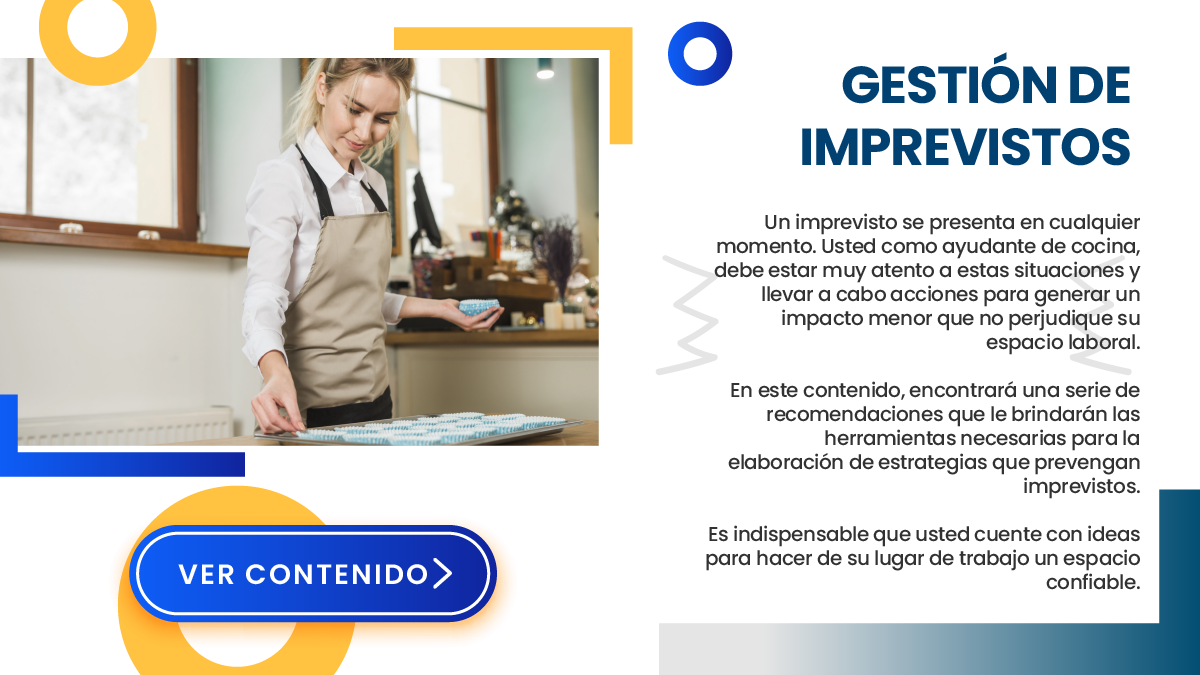 GESTIÓN DE
IMPREVISTOS
Un imprevisto se presenta en cualquier
momento. Usted como ayudante de cocina,
debe estar muy atento a estas situaciones y
llevar a cabo acciones para generar un
impacto menor que no perjudique su
espacio laboral.
En este contenido, encontrará una serie de
recomendaciones que le brindarán las
herramientas necesarias para la
elaboración de estrategias que prevengan
imprevistos.
Es indispensable que usted cuente con ideas
para hacer de su lugar de trabajo un espacio
confiable.
VER CONTENIDO